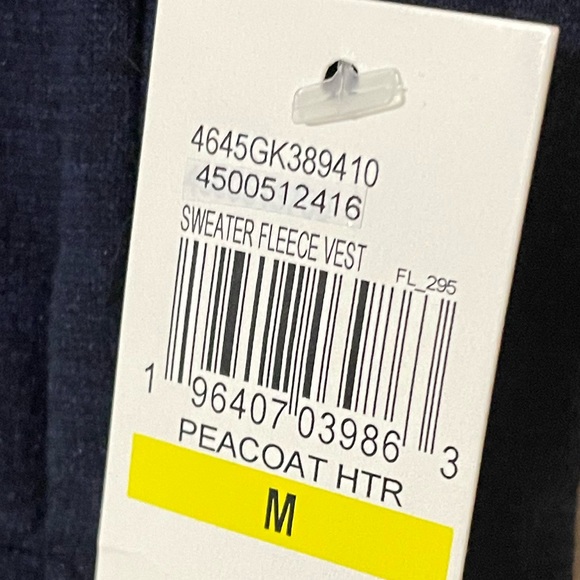 4645GK389410
4500512416
SWEATER FLEECE VEST
FL_295
1 96407 03986 3
PEACOAT HTR
M